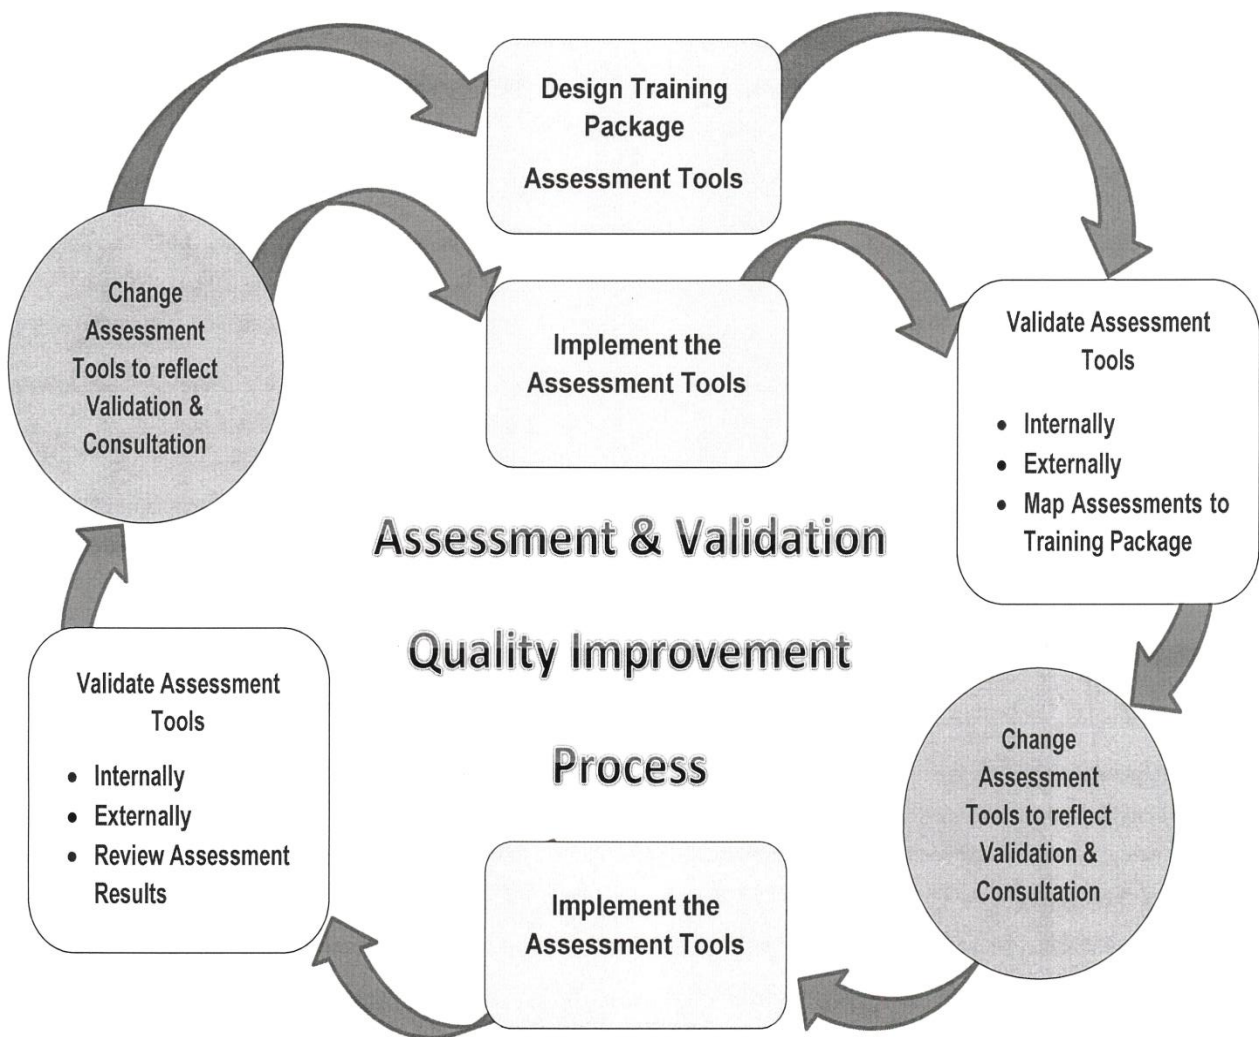 Design Training
Package
Assessment Tools
Implement the
Assessment Tools
Validate Assessment
Tools
• Internally
• Externally
• Map Assessments to
Training Package
Change
Assessment
Tools to reflect
Validation &
Consultation
Implement the
Assessment Tools
Validate Assessment
Tools
• Internally
• Externally
• Review Assessment
Results
Change
Assessment
Tools to reflect
Validation &
Consultation
Assessment & Validation
Quality Improvement
Process